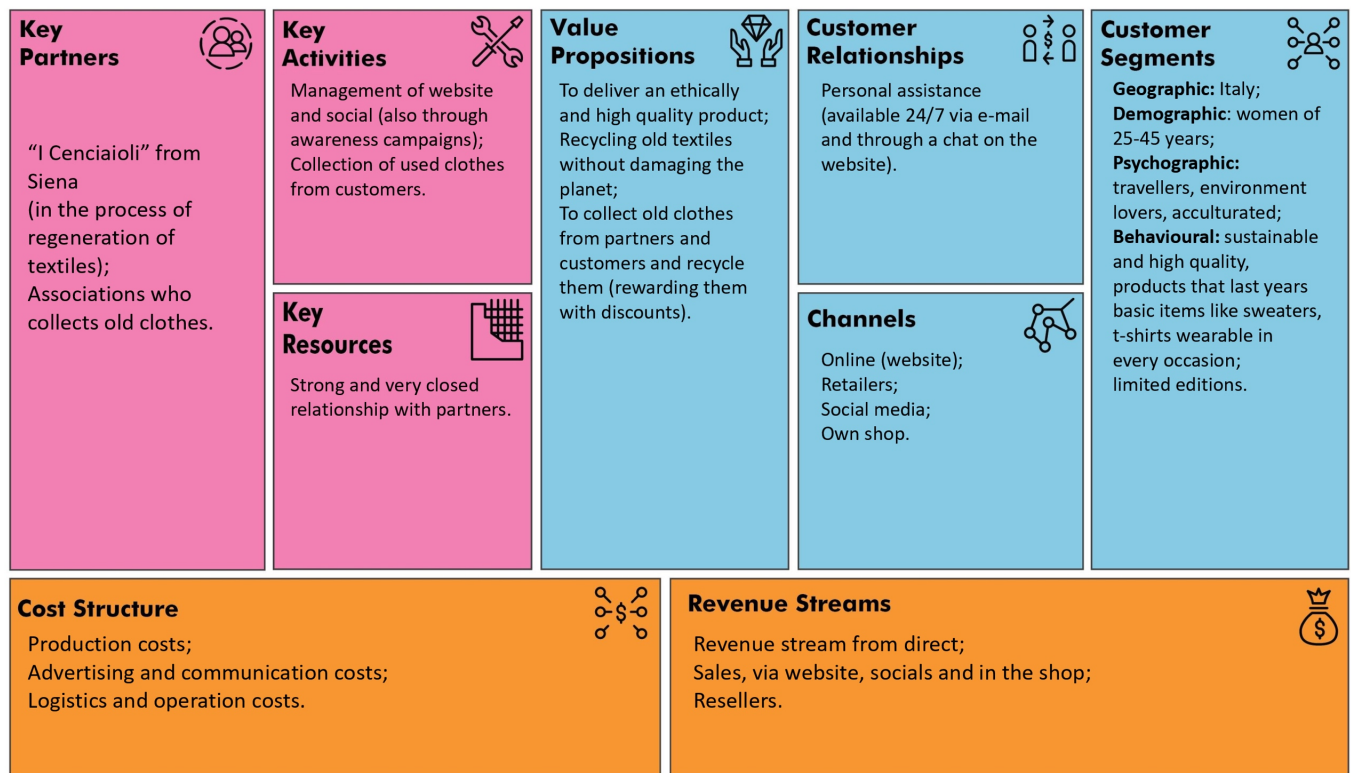 Key
Partners
“I Cenciaioli” from
Siena
(in the process of
regeneration of
textiles);
Associations who
collects old clothes.
Key
Activities
Management of website
and social (also through
awareness campaigns);
Collection of used clothes
from customers.
Key
Resources
Strong and very closed
relationship with partners.
Value
Propositions
To deliver an ethically
and high quality product;
Recycling old textiles
without damaging the
planet;
To collect old clothes
from partners and
customers and recycle
them (rewarding them
with discounts).
Customer
Relationships
Personal assistance
(available 24/7 via e-mail
and through a chat on the
website).
Channels
Online (website);
Retailers;
Social media;
Own shop.
Customer
Segments
Geographic: Italy;
Demographic: women of
25-45 years;
Psychographic:
travellers, environment
lovers, acculturated;
Behavioural: sustainable
and high quality,
products that last years
basic items like sweaters,
t-shirts wearable in
every occasion;
limited editions.
Cost Structure
Production costs;
Advertising and communication costs;
Logistics and operation costs.
Revenue Streams
Revenue stream from direct;
Sales, via website, socials and in the shop;
Resellers.